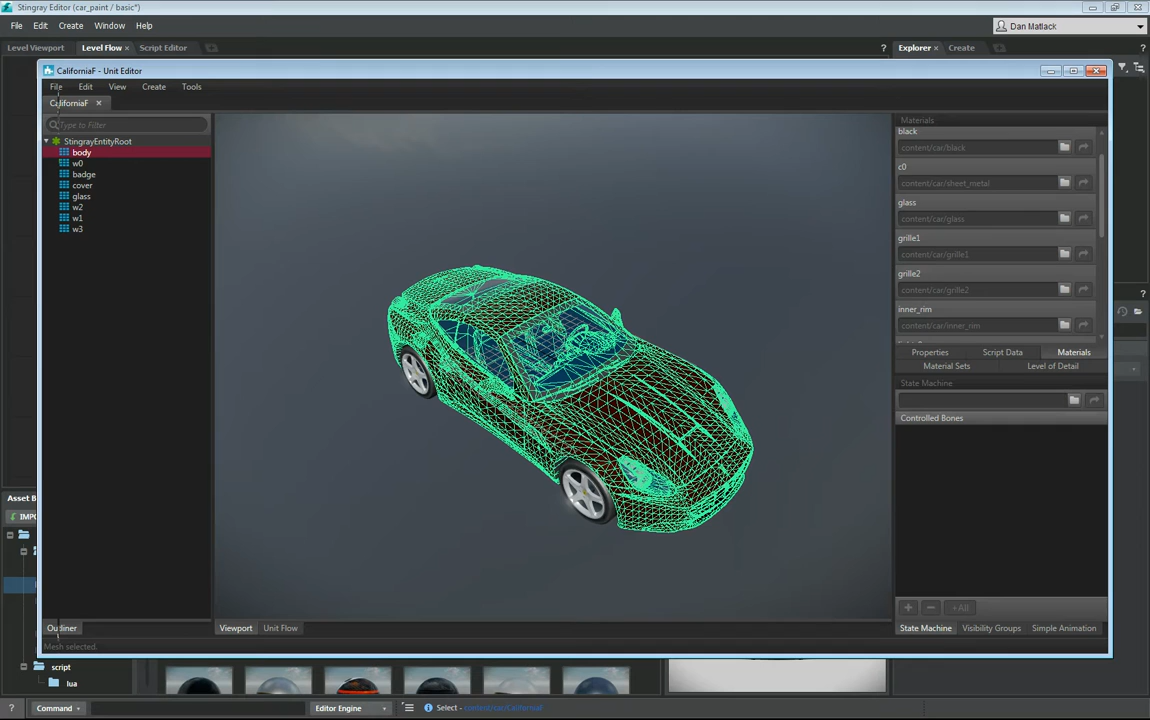 Stingray Editor (car_paint / basic*)
File Edit Create Window Help
Dan Matlack
Level Viewport Level Flow × Script Editor ? Explorer × Create ?
CaliforniaF - Unit Editor
File Edit View Create Tools
CaliforniaF ×
Type to Filter
StingrayEntityRoot
body
w0
badge
cover
glass
w2
w1
w3
Materials
black
content/car/black
c0
content/car/sheet_metal
glass
content/car/glass
grille1
content/car/grille1
grille2
content/car/grille2
inner_rim
content/car/inner_rim
Properties Script Data Materials
Material Sets Level of Detail
State Machine
Controlled Bones
+ − +All
Outliner Viewport Unit Flow State Machine Visibility Groups Simple Animation
Mesh selected.
Asset B
IMPO
script
lua
? Command Editor Engine Select - content/car/CaliforniaF